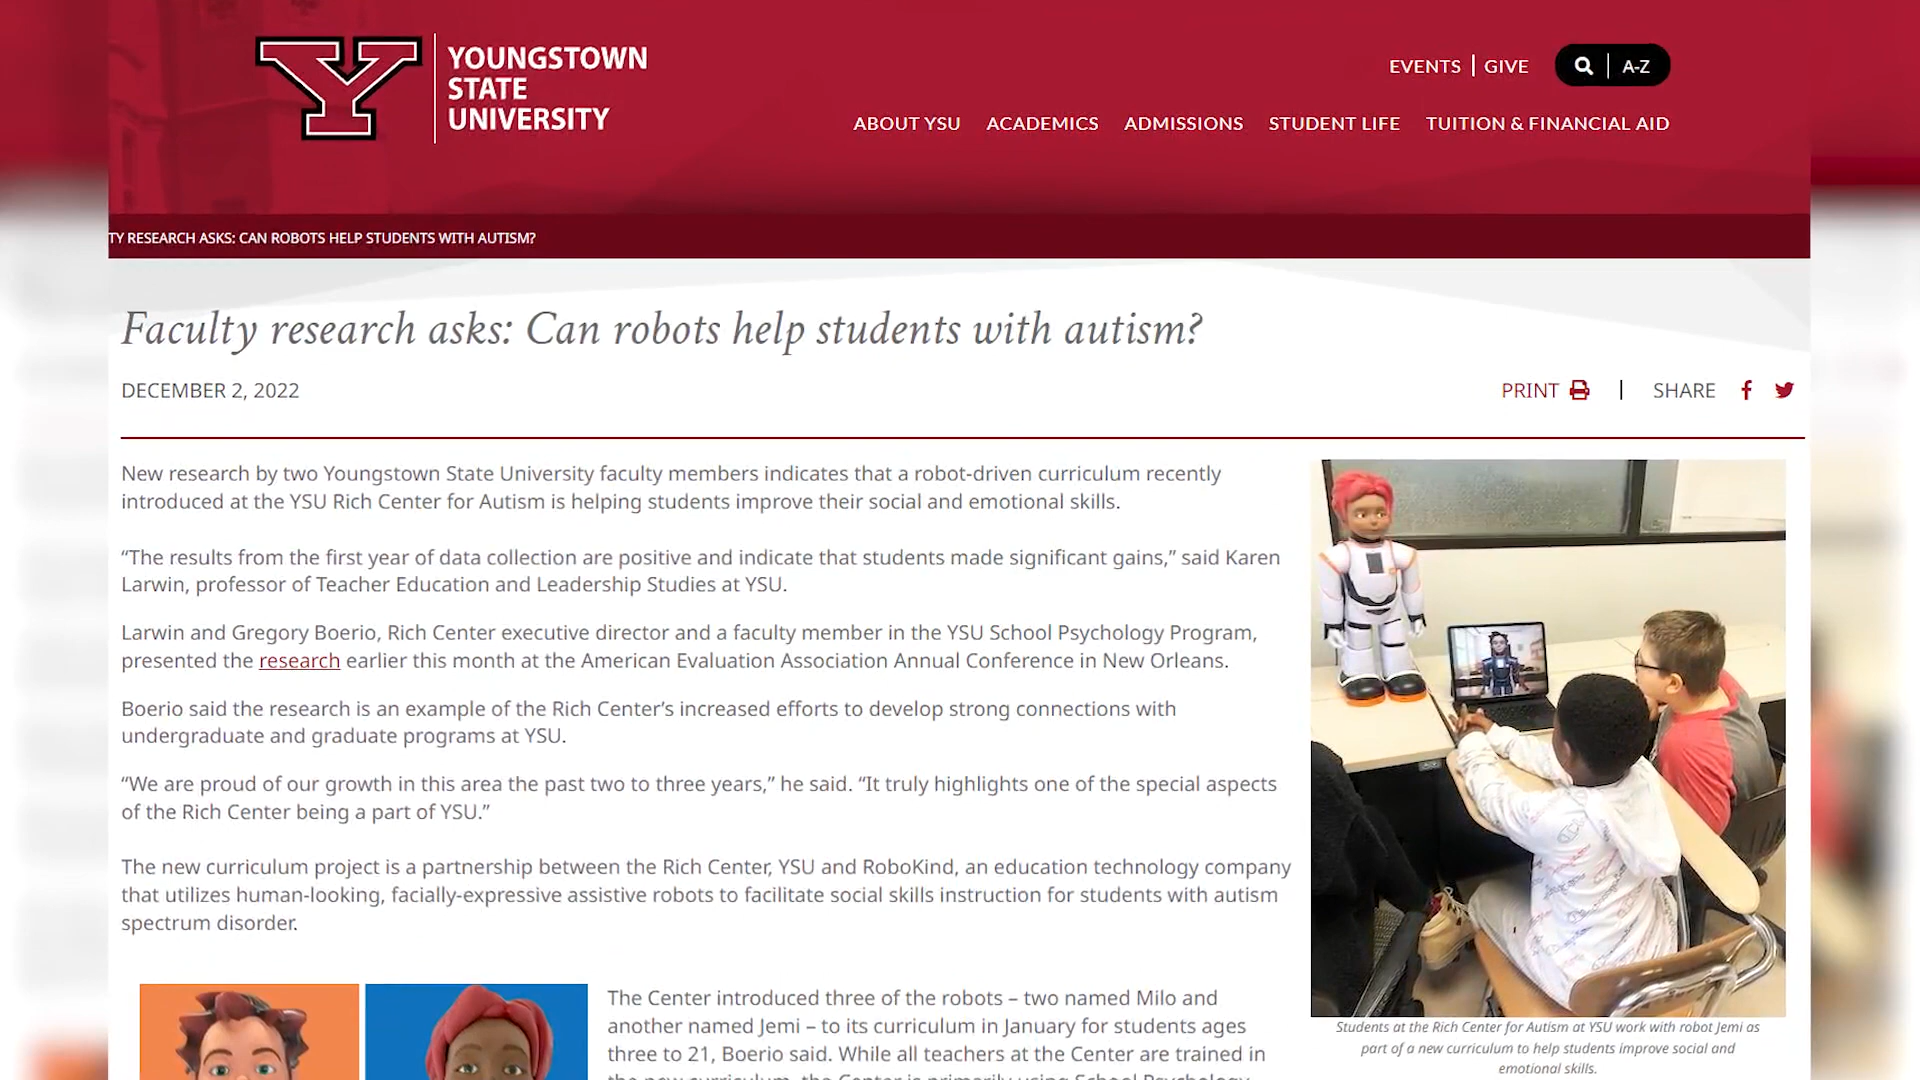 YOUNGSTOWN
STATE
UNIVERSITY
EVENTS | GIVE
A-Z
ABOUT YSU ACADEMICS ADMISSIONS STUDENT LIFE TUITION & FINANCIAL AID
TY RESEARCH ASKS: CAN ROBOTS HELP STUDENTS WITH AUTISM?
Faculty research asks: Can robots help students with autism?
DECEMBER 2, 2022
PRINT | SHARE
New research by two Youngstown State University faculty members indicates that a robot-driven curriculum recently
introduced at the YSU Rich Center for Autism is helping students improve their social and emotional skills.
“The results from the first year of data collection are positive and indicate that students made significant gains,” said Karen
Larwin, professor of Teacher Education and Leadership Studies at YSU.
Larwin and Gregory Boerio, Rich Center executive director and a faculty member in the YSU School Psychology Program,
presented the research earlier this month at the American Evaluation Association Annual Conference in New Orleans.
Boerio said the research is an example of the Rich Center’s increased efforts to develop strong connections with
undergraduate and graduate programs at YSU.
“We are proud of our growth in this area the past two to three years,” he said. “It truly highlights one of the special aspects
of the Rich Center being a part of YSU.”
The new curriculum project is a partnership between the Rich Center, YSU and RoboKind, an education technology company
that utilizes human-looking, facially-expressive assistive robots to facilitate social skills instruction for students with autism
spectrum disorder.
The Center introduced three of the robots – two named Milo and
another named Jemi – to its curriculum in January for students ages
three to 21, Boerio said. While all teachers at the Center are trained in
the new curriculum, the Center is primarily using School Psychology
Students at the Rich Center for Autism at YSU work with robot Jemi as
part of a new curriculum to help students improve social and
emotional skills.